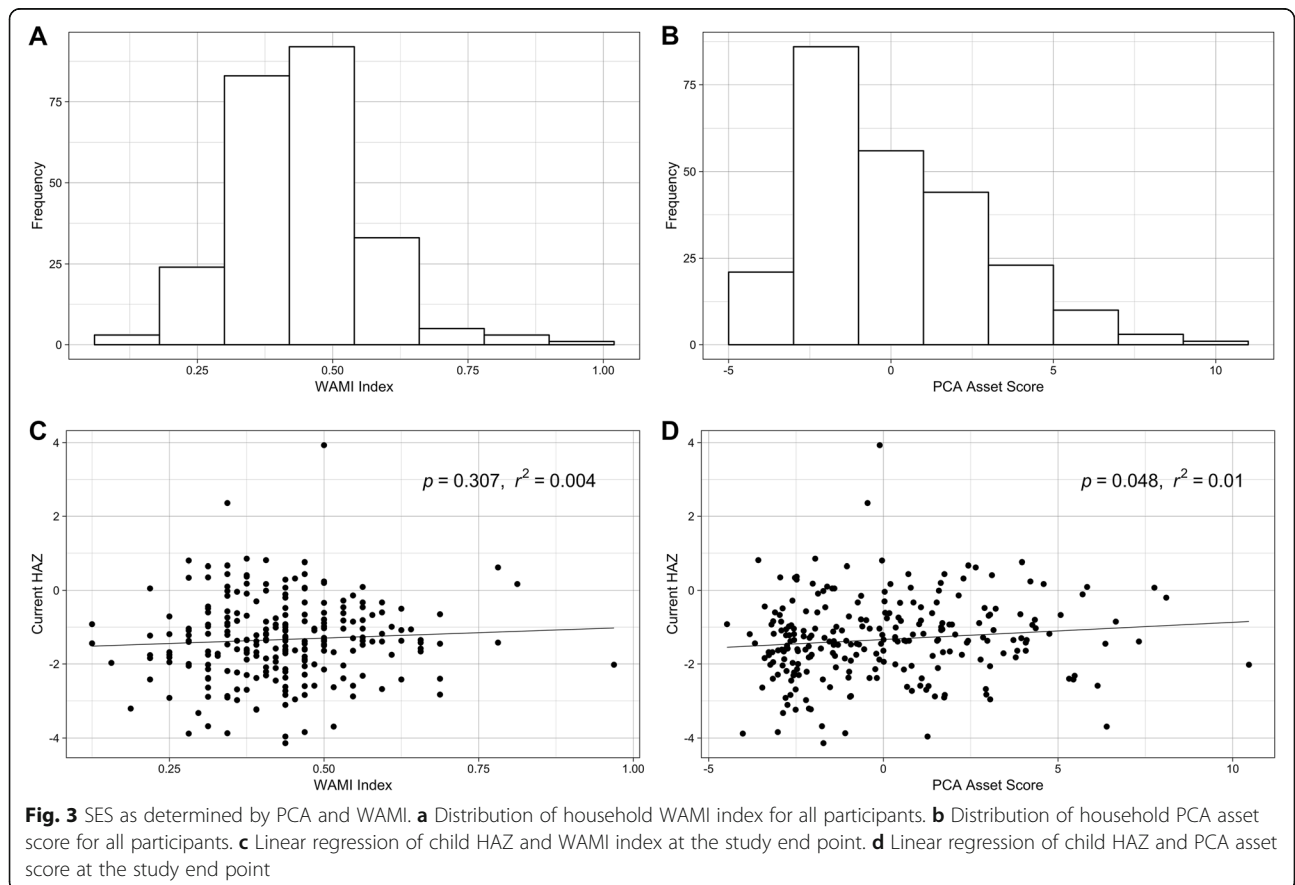 A
B
Frequency
75
50
25
0
0.25
0.50
0.75
1.00
WAMI Index
Frequency
75
50
25
0
-5
0
5
10
PCA Asset Score
C
D
Current HAZ
4
2
0
-2
-4
p = 0.307, r² = 0.004
0.25
0.50
0.75
1.00
WAMI Index
Current HAZ
4
2
0
-2
-4
p = 0.048, r² = 0.01
-5
0
5
10
PCA Asset Score
Fig. 3 SES as determined by PCA and WAMI. a Distribution of household WAMI index for all participants. b Distribution of household PCA asset
score for all participants. c Linear regression of child HAZ and WAMI index at the study end point. d Linear regression of child HAZ and PCA asset
score at the study end point